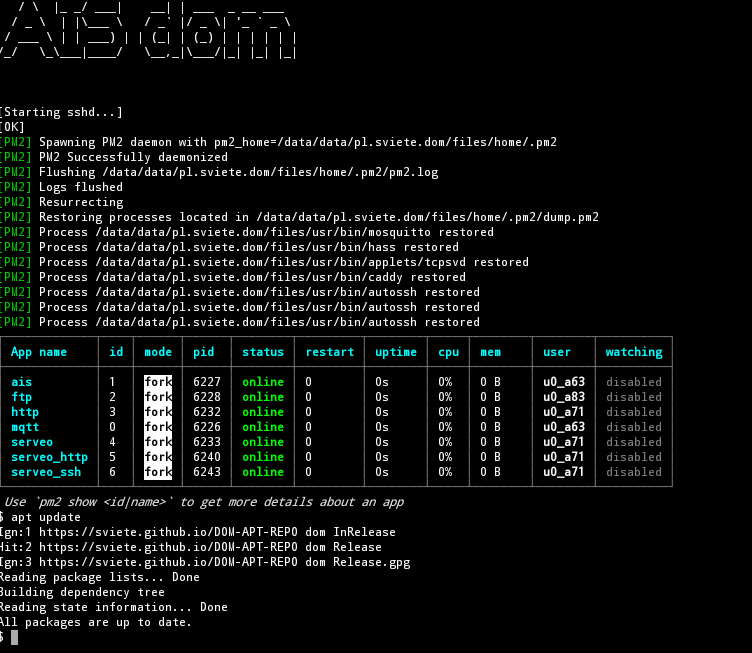 AIS dom
[Starting sshd...]
[OK]
[PM2] Spawning PM2 daemon with pm2_home=/data/data/pl.sviete.dom/files/home/.pm2
[PM2] PM2 Successfully daemonized
[PM2] Flushing /data/data/pl.sviete.dom/files/home/.pm2/pm2.log
[PM2] Logs flushed
[PM2] Resurrecting
[PM2] Restoring processes located in /data/data/pl.sviete.dom/files/home/.pm2/dump.pm2
[PM2] Process /data/data/pl.sviete.dom/files/usr/bin/mosquitto restored
[PM2] Process /data/data/pl.sviete.dom/files/usr/bin/hass restored
[PM2] Process /data/data/pl.sviete.dom/files/usr/bin/applets/tcpsvd restored
[PM2] Process /data/data/pl.sviete.dom/files/usr/bin/caddy restored
[PM2] Process /data/data/pl.sviete.dom/files/usr/bin/autossh restored
[PM2] Process /data/data/pl.sviete.dom/files/usr/bin/autossh restored
[PM2] Process /data/data/pl.sviete.dom/files/usr/bin/autossh restored
App name id mode pid status restart uptime cpu mem user watching
ais 1 fork 6227 online 0 0s 0% 0 B u0_a63 disabled
ftp 2 fork 6228 online 0 0s 0% 0 B u0_a83 disabled
http 3 fork 6232 online 0 0s 0% 0 B u0_a71 disabled
mqtt 0 fork 6226 online 0 0s 0% 0 B u0_a63 disabled
serveo 4 fork 6233 online 0 0s 0% 0 B u0_a71 disabled
serveo_http 5 fork 6240 online 0 0s 0% 0 B u0_a71 disabled
serveo_ssh 6 fork 6243 online 0 0s 0% 0 B u0_a71 disabled
Use `pm2 show <id|name>` to get more details about an app
$ apt update
Ign:1 https://sviete.github.io/DOM-APT-REPO dom InRelease
Hit:2 https://sviete.github.io/DOM-APT-REPO dom Release
Ign:3 https://sviete.github.io/DOM-APT-REPO dom Release.gpg
Reading package lists... Done
Building dependency tree
Reading state information... Done
All packages are up to date.
$